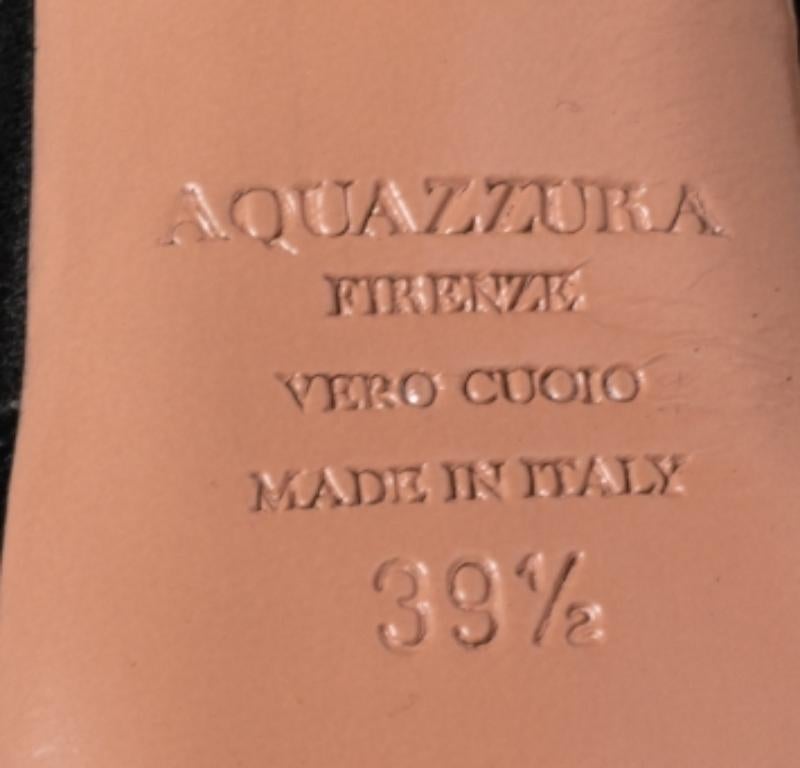 AQUAZZURA
FIRENZE
VERO CUOIO
MADE IN ITALY
39½